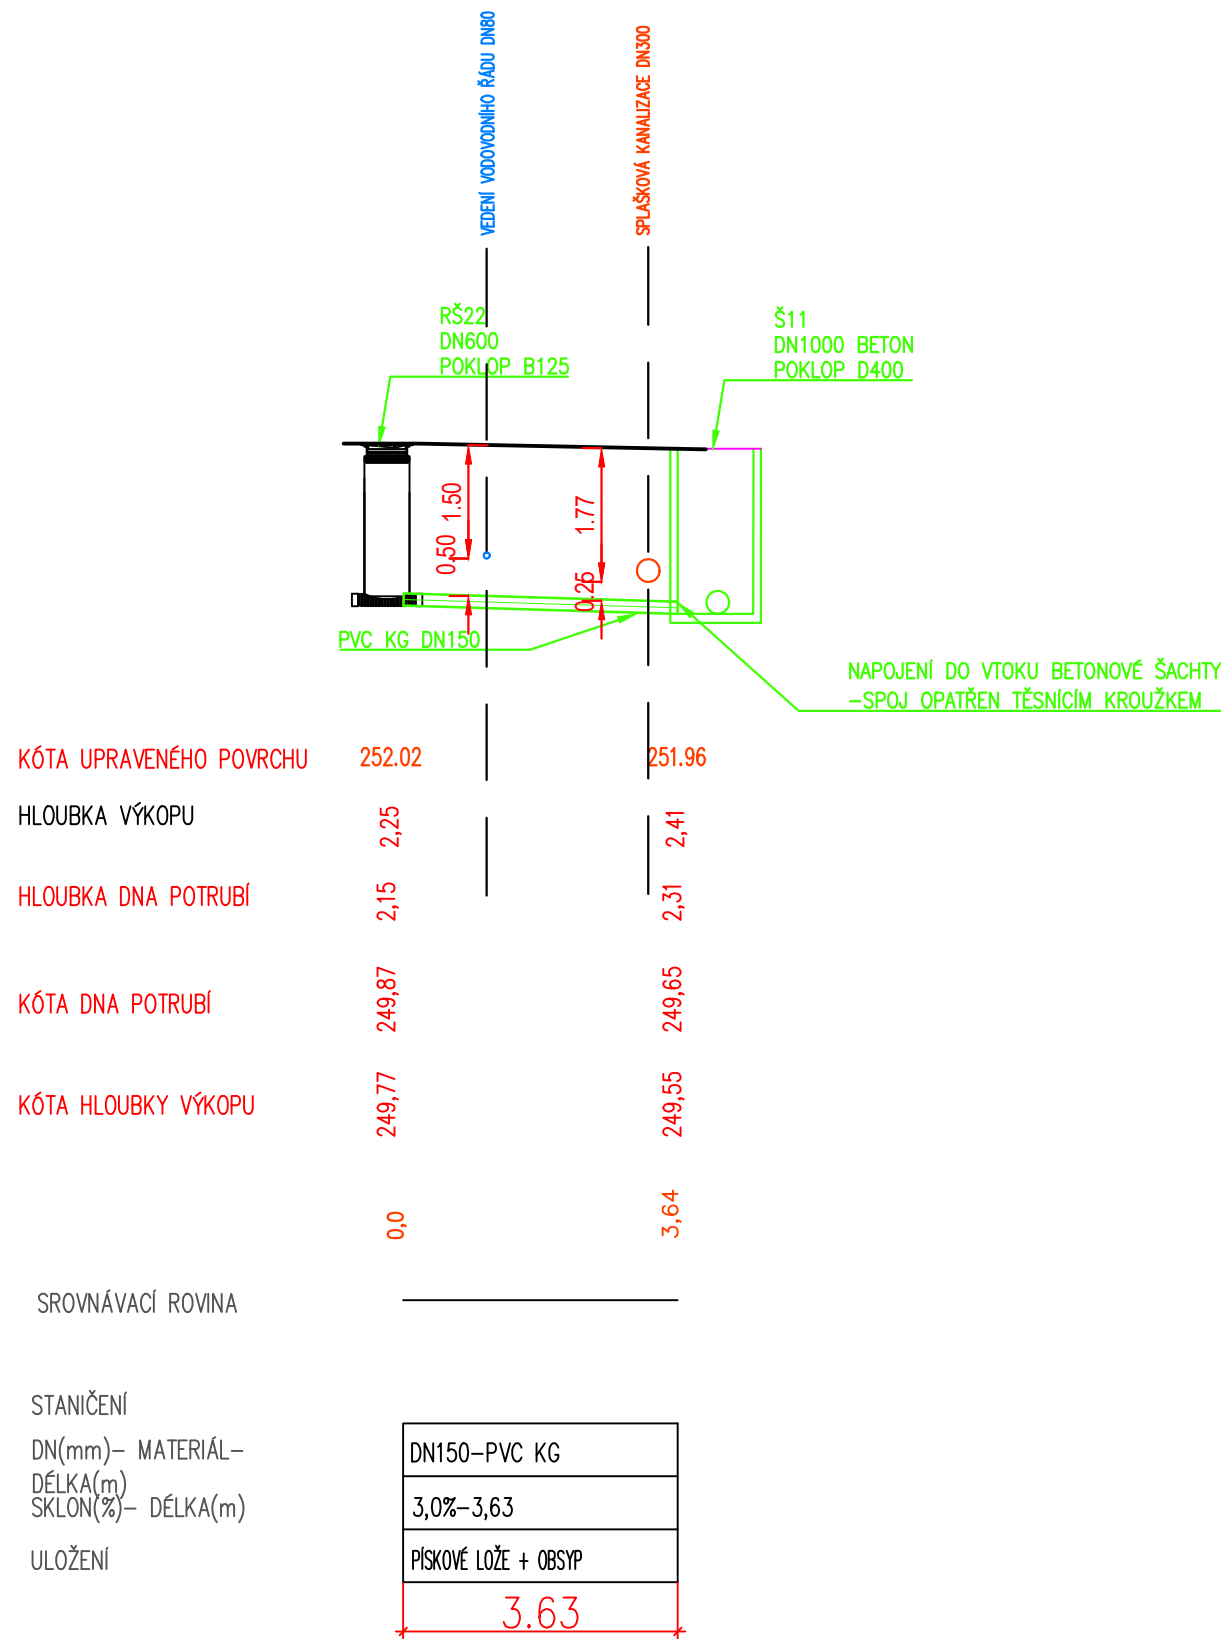 VEDENÍ VODOVODNÍHO ŘÁDU DN80
SPLAŠKOVÁ KANALIZACE DN300
RŠ22
DN600
POKLOP B125
Š11
DN1000 BETON
POKLOP D400
1.50
0.50
1.77
0.25
PVC KG DN150
NAPOJENÍ DO VTOKU BETONOVÉ ŠACHTY
-SPOJ OPATŘEN TĚSNÍCÍM KROUŽKEM
KÓTA UPRAVENÉHO POVRCHU 252.02 251.96
HLOUBKA VÝKOPU 2,25 2,41
HLOUBKA DNA POTRUBÍ 2,15 2,31
KÓTA DNA POTRUBÍ 249,87 249,65
KÓTA HLOUBKY VÝKOPU 249,77 249,55
0,0 3,64
SROVNÁVACÍ ROVINA
STANIČENÍ
DN(mm)- MATERIÁL-
DÉLKA(m)
DN150-PVC KG
SKLON(%)- DÉLKA(m) 3,0%-3,63
ULOŽENÍ PÍSKOVÉ LOŽE + OBSYP
3.63